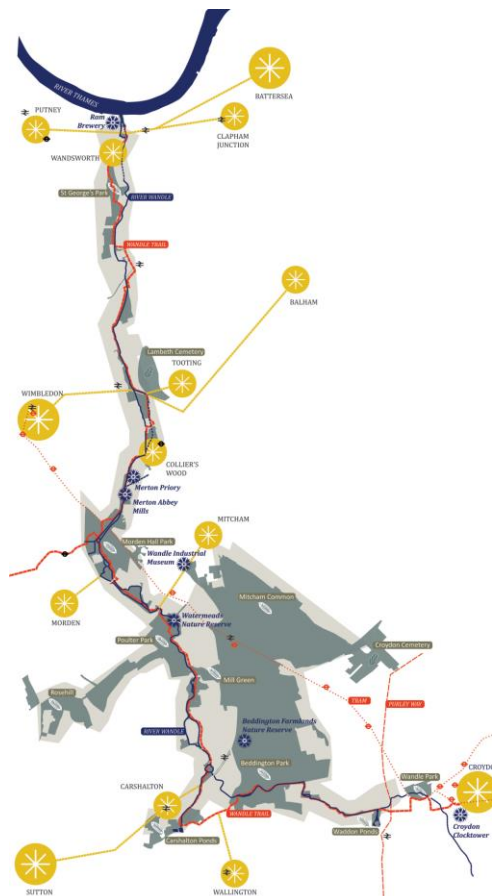 RIVER THAMES
BATTERSEA
PUTNEY
Ram
Brewery
CLAPHAM
JUNCTION
WANDSWORTH
St George's Park
RIVER WANDLE
WANDLE TRAIL
BALHAM
Lambeth Cemetery
TOOTING
WIMBLEDON
COLLIER'S
WOOD
Merton Priory
Merton Abbey
Mills
MITCHAM
Morden Hall Park
Wandle Industrial
Museum
Mitcham Common
MORDEN
Watermeads
Nature Reserve
Poulter Park
Croydon Cemetery
Mill Green
Rosehill
TRAM
PURLEY WAY
RIVER WANDLE
Beddington Farmlands
Nature Reserve
Beddington Park
Wandle Park
CROYD
CARSHALTON
WANDLE TRAIL
Carshalton Ponds
Waddon Ponds
Croydon
Clocktower
SUTTON
WALLINGTON